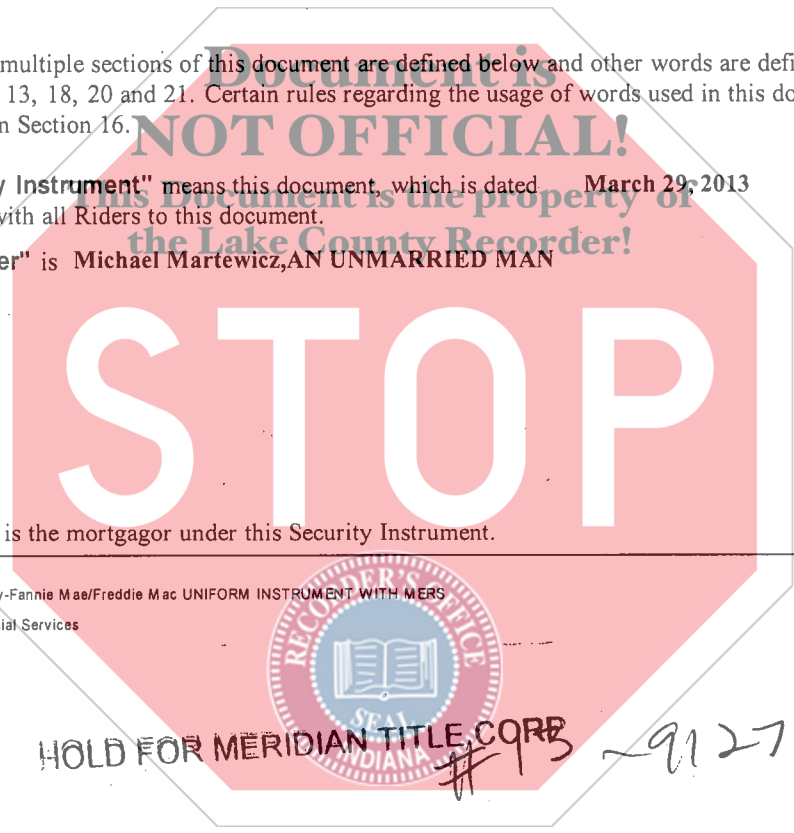 multiple sections of this document are defined below and other words are defi
13, 18, 20 and 21. Certain rules regarding the usage of words used in this do
n Section 16.
Document is
NOT OFFICIAL!
This Document is the property of
the Lake County Recorder!
y Instrument" means this document, which is dated March 29, 2013
with all Riders to this document.
er" is Michael Martewicz,AN UNMARRIED MAN
STOP
is the mortgagor under this Security Instrument.
y-Fannie Mae/Freddie Mac UNIFORM INSTRUMENT WITH MERS
ial Services
RECORDER'S OFFICE
SEAL
INDIANA
HOLD FOR MERIDIAN TITLE CORP
~9127